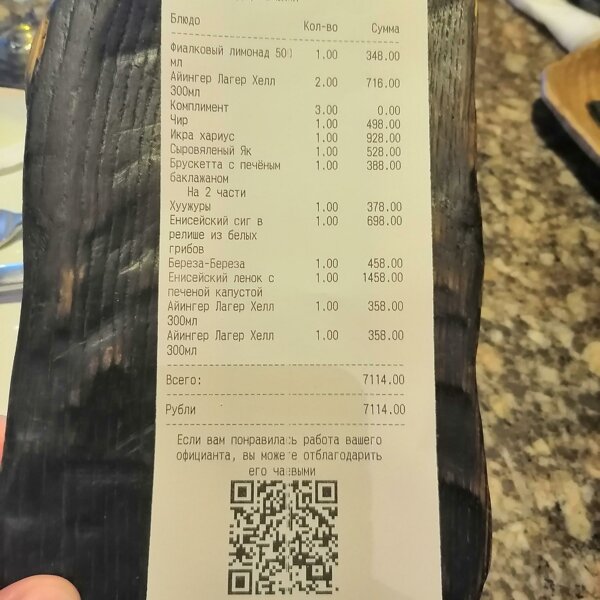 Блюдо Кол-во Сумма
Фиалковый лимонад 500 1.00 348.00
мл
Айингер Лагер Хелл 2.00 716.00
300мл
Комплимент 3.00 0.00
Чир 1.00 498.00
Икра хариус 1.00 928.00
Сыровяленый Як 1.00 528.00
Брускетта с печёным 1.00 388.00
баклажаном
На 2 части
Хуужуры 1.00 378.00
Енисейский сиг в 1.00 698.00
релише из белых
грибов
Береза-Береза 1.00 458.00
Енисейский ленок с 1.00 1458.00
печеной капустой
Айингер Лагер Хелл 1.00 358.00
300мл
Айингер Лагер Хелл 1.00 358.00
300мл
Всего: 7114.00
Рубли 7114.00
Если вам понравилась работа вашего
официанта, вы можете отблагодарить
его чаевыми